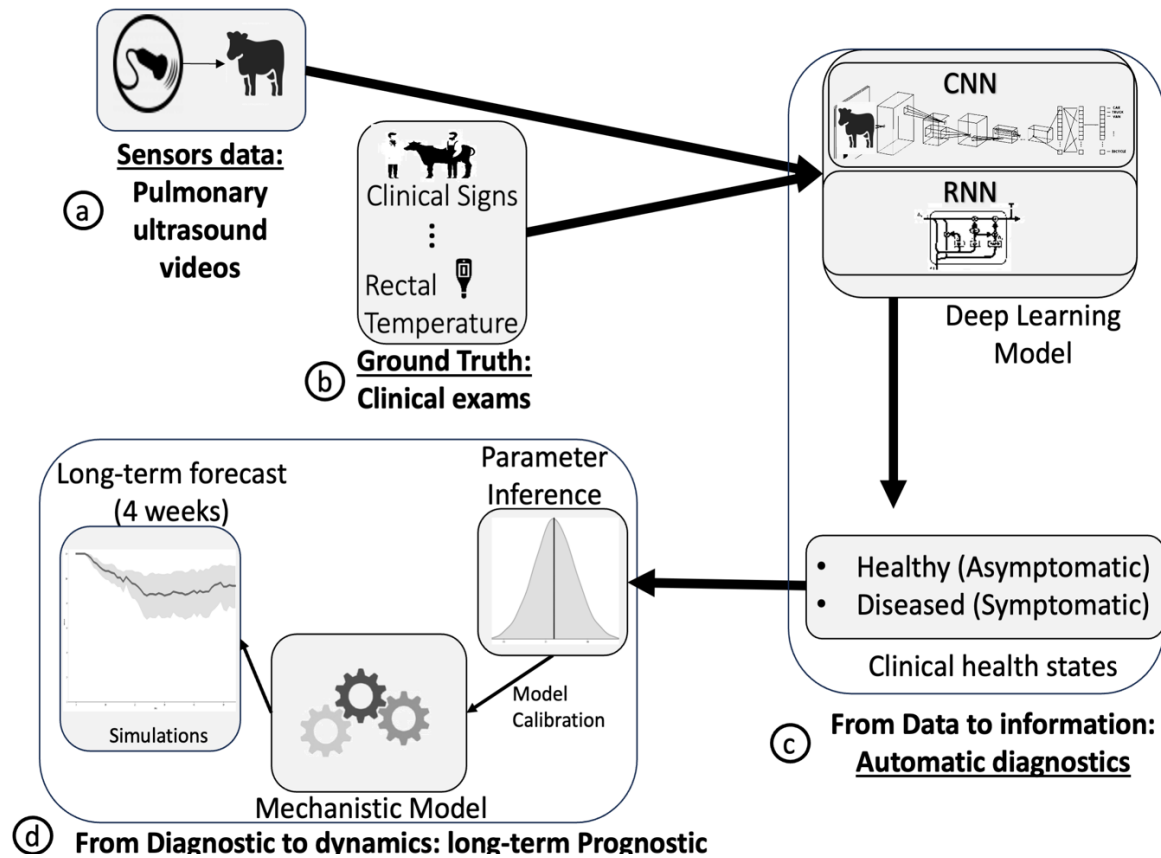 Sensors data:
Pulmonary
ultrasound
videos
a
Clinical Signs
Rectal
Temperature
Ground Truth:
Clinical exams
b
CNN
RNN
Deep Learning
Model
• Healthy (Asymptomatic)
• Diseased (Symptomatic)
Clinical health states
c
From Data to information:
Automatic diagnostics
Parameter
Inference
Model
Calibration
Mechanistic Model
Long-term forecast
(4 weeks)
Simulations
d
From Diagnostic to dynamics: long-term Prognostic